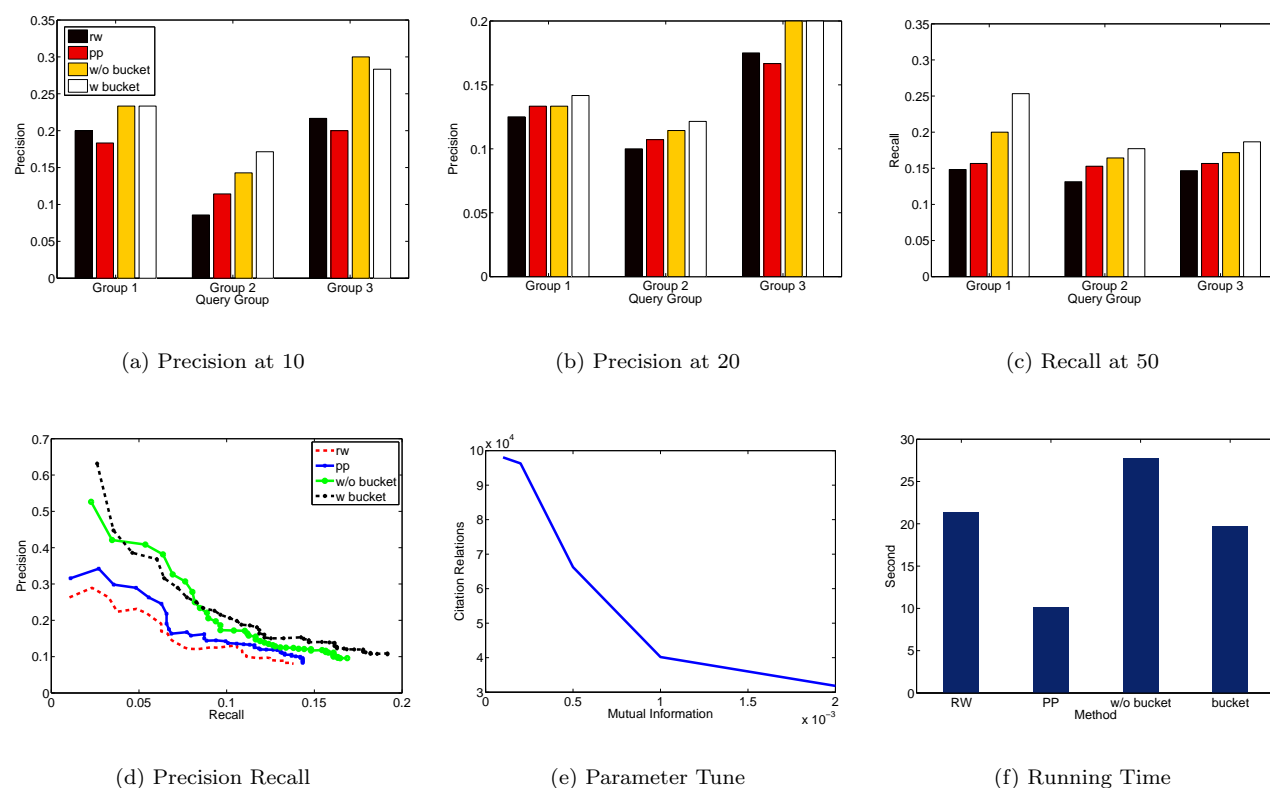 0.35
0.3
0.25
0.2
0.15
0.1
0.05
0
Precision
rw
pp
w/o bucket
w bucket
Group 1 Group 2 Group 3
Query Group
(a) Precision at 10
0.2
0.15
0.1
0.05
0
Precision
Group 1 Group 2 Group 3
Query Group
(b) Precision at 20
0.35
0.3
0.25
0.2
0.15
0.1
0.05
0
Recall
Group 1 Group 2 Group 3
Query Group
(c) Recall at 50
0.7
0.6
0.5
0.4
0.3
0.2
0.1
0
Precision
rw
pp
w/o bucket
w bucket
0 0.05 0.1 0.15 0.2
Recall
(d) Precision Recall
x 10⁴
10
9
8
7
6
5
4
3
Citation Relations
0 0.5 1 1.5 2
Mutual Information
x 10⁻³
(e) Parameter Tune
30
25
20
15
10
5
0
Second
RW PP w/o bucket bucket
Method
(f) Running Time